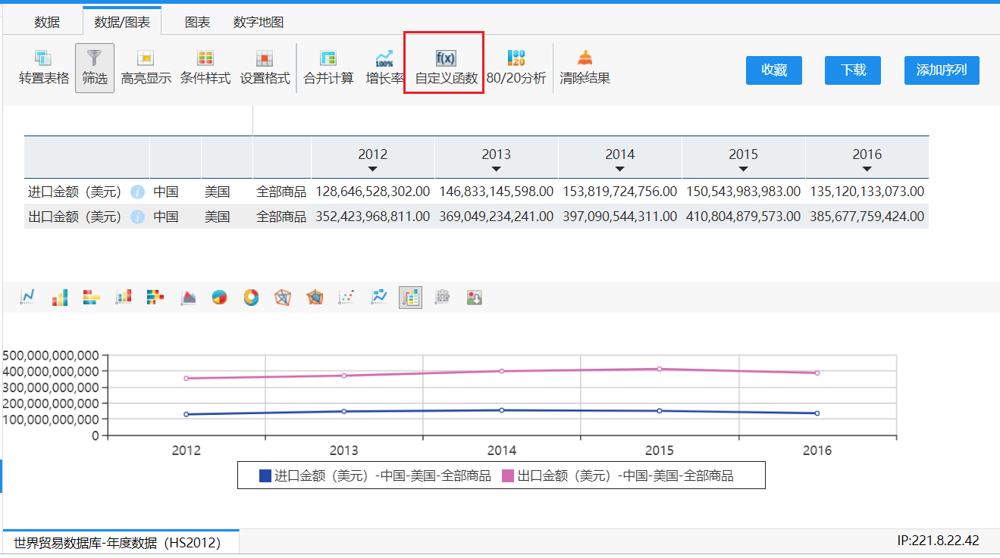 数据 数据/图表 图表 数字地图
100% f(x) 80 20
转置表格 筛选 高亮显示 条件样式 设置格式 合并计算 增长率 自定义函数 80/20分析 清除结果 收藏 下载 添加序列
2012 2013 2014 2015 2016
进口金额（美元） i 中国 美国 全部商品 128,646,528,302.00 146,833,145,598.00 153,819,724,756.00 150,543,983,983.00 135,120,133,073.00
出口金额（美元） i 中国 美国 全部商品 352,423,968,811.00 369,049,234,241.00 397,090,544,311.00 410,804,879,573.00 385,677,759,424.00
500,000,000,000
400,000,000,000
300,000,000,000
200,000,000,000
100,000,000,000
0
2012 2013 2014 2015 2016
进口金额（美元）-中国-美国-全部商品 出口金额（美元）-中国-美国-全部商品
世界贸易数据库-年度数据（HS2012） IP:221.8.22.42